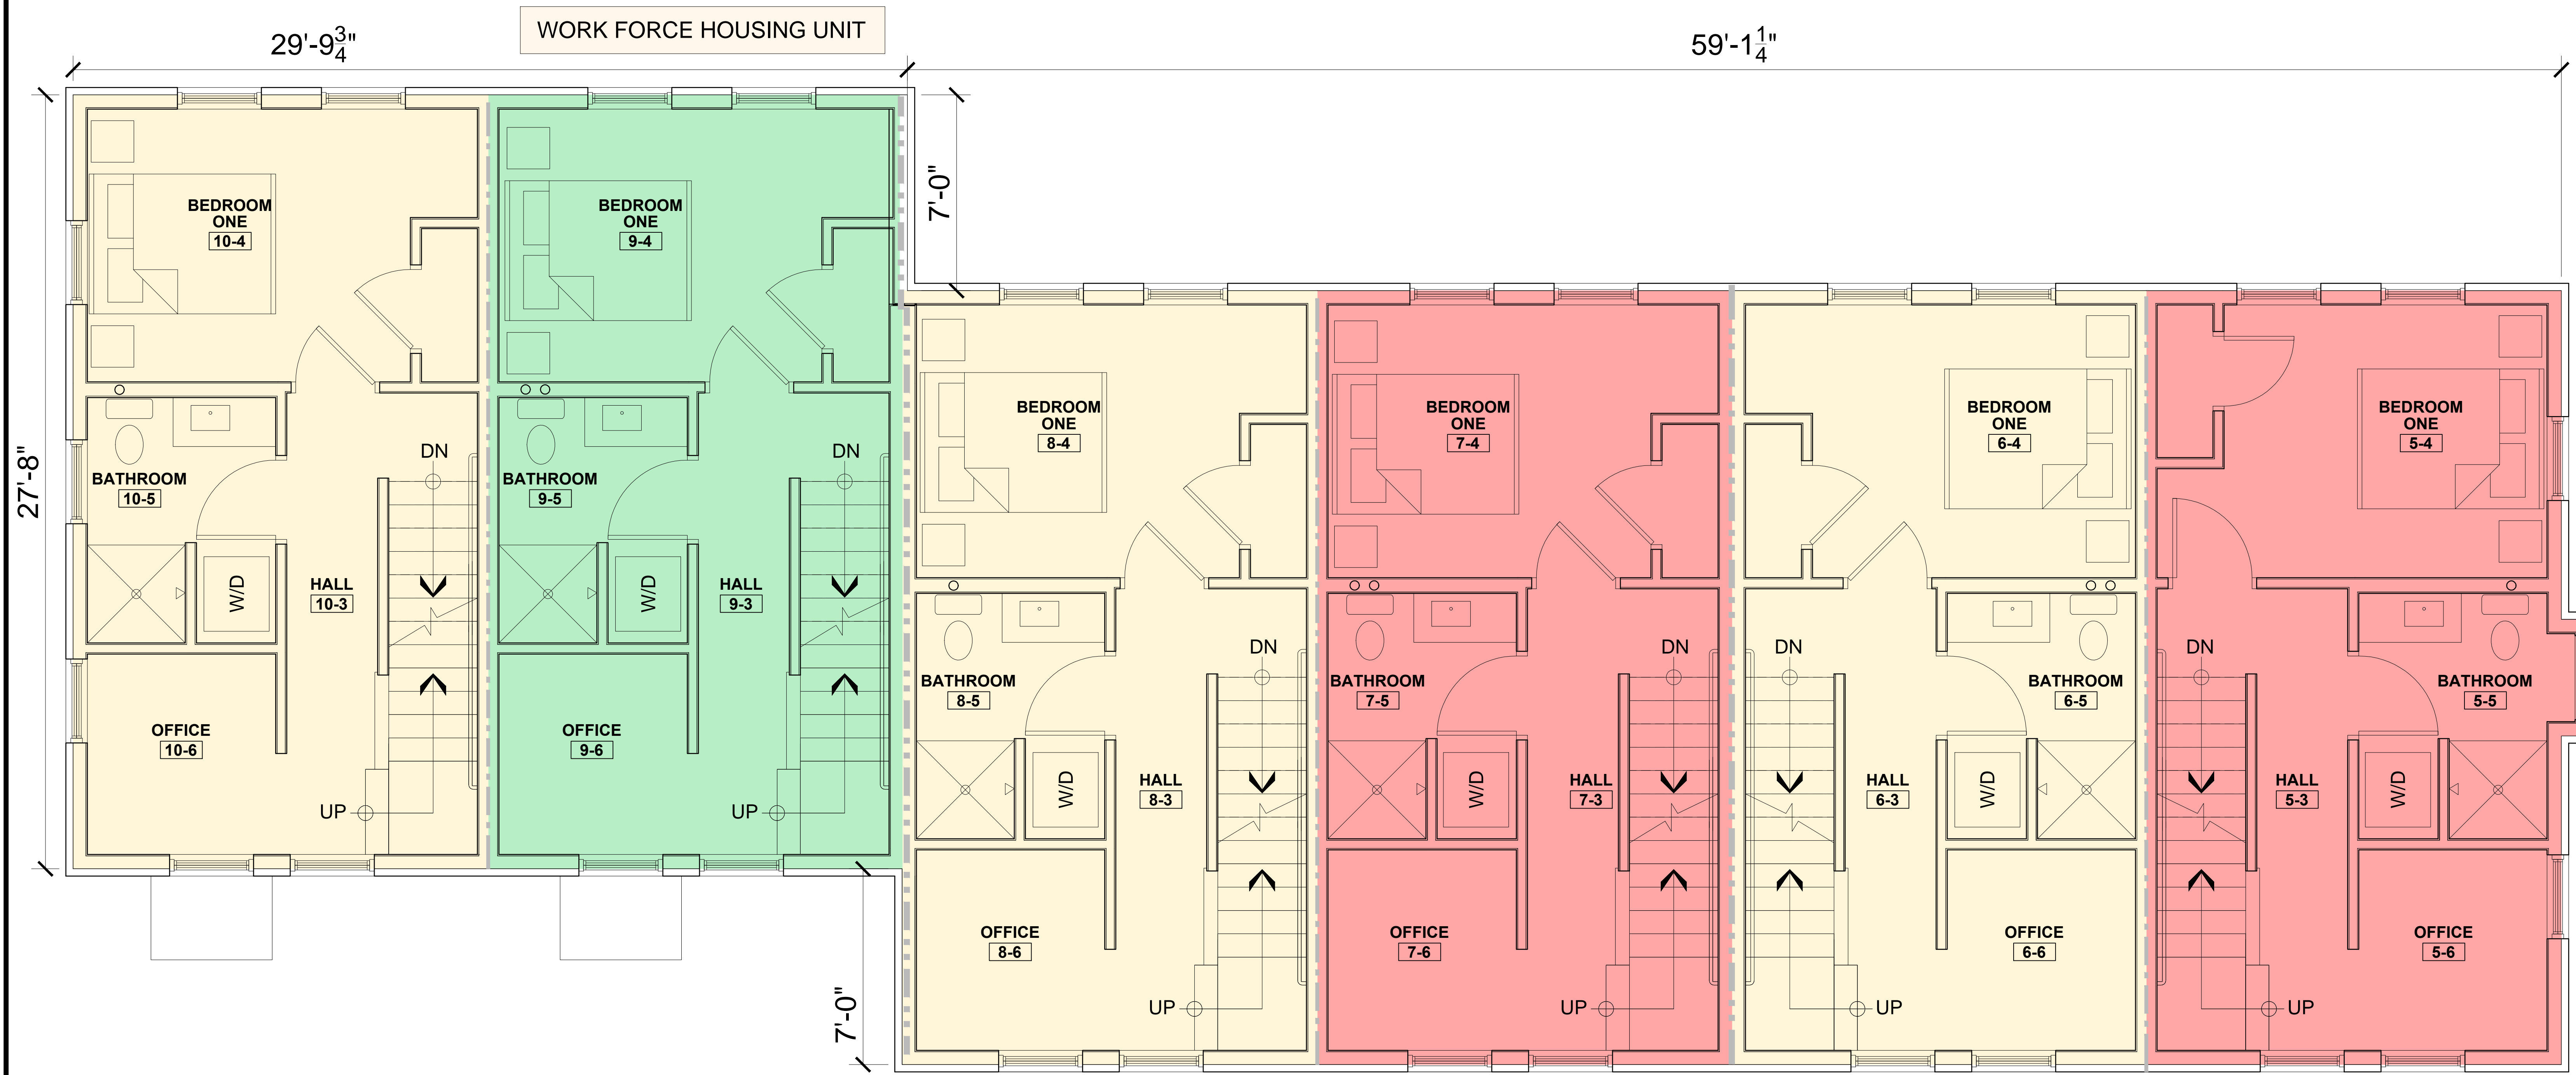 WORK FORCE HOUSING UNIT
29'-9 3/4"
59'-1 1/4"
27'-8"
7'-0"
7'-0"
BEDROOM
ONE
10-4
BATHROOM
10-5
W/D
HALL
10-3
DN
OFFICE
10-6
UP
BEDROOM
ONE
9-4
BATHROOM
9-5
W/D
HALL
9-3
DN
OFFICE
9-6
UP
BEDROOM
ONE
8-4
BATHROOM
8-5
W/D
HALL
8-3
DN
OFFICE
8-6
UP
BEDROOM
ONE
7-4
BATHROOM
7-5
W/D
HALL
7-3
DN
OFFICE
7-6
UP
BEDROOM
ONE
6-4
DN
BATHROOM
6-5
HALL
6-3
W/D
OFFICE
6-6
UP
BEDROOM
ONE
5-4
DN
BATHROOM
5-5
HALL
5-3
W/D
OFFICE
5-6
UP